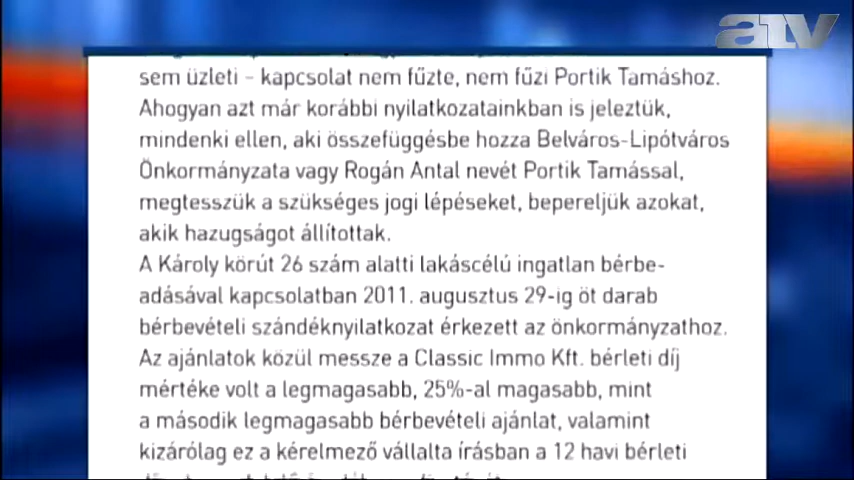 atv
sem üzleti – kapcsolat nem fűzte, nem fűzi Portik Tamáshoz.
Ahogyan azt már korábbi nyilatkozatainkban is jeleztük,
mindenki ellen, aki összefüggésbe hozza Belváros-Lipótváros
Önkormányzata vagy Rogán Antal nevét Portik Tamással,
megtesszük a szükséges jogi lépéseket, bepereljük azokat,
akik hazugságot állítottak.
A Károly körút 26 szám alatti lakáscélú ingatlan bérbe-
adásával kapcsolatban 2011. augusztus 29-ig öt darab
bérbevételi szándéknyilatkozat érkezett az önkormányzathoz.
Az ajánlatok közül messze a Classic Immo Kft. bérleti díj
mértéke volt a legmagasabb, 25%-al magasabb, mint
a második legmagasabb bérbevételi ajánlat, valamint
kizárólag ez a kérelmező vállalta írásban a 12 havi bérleti